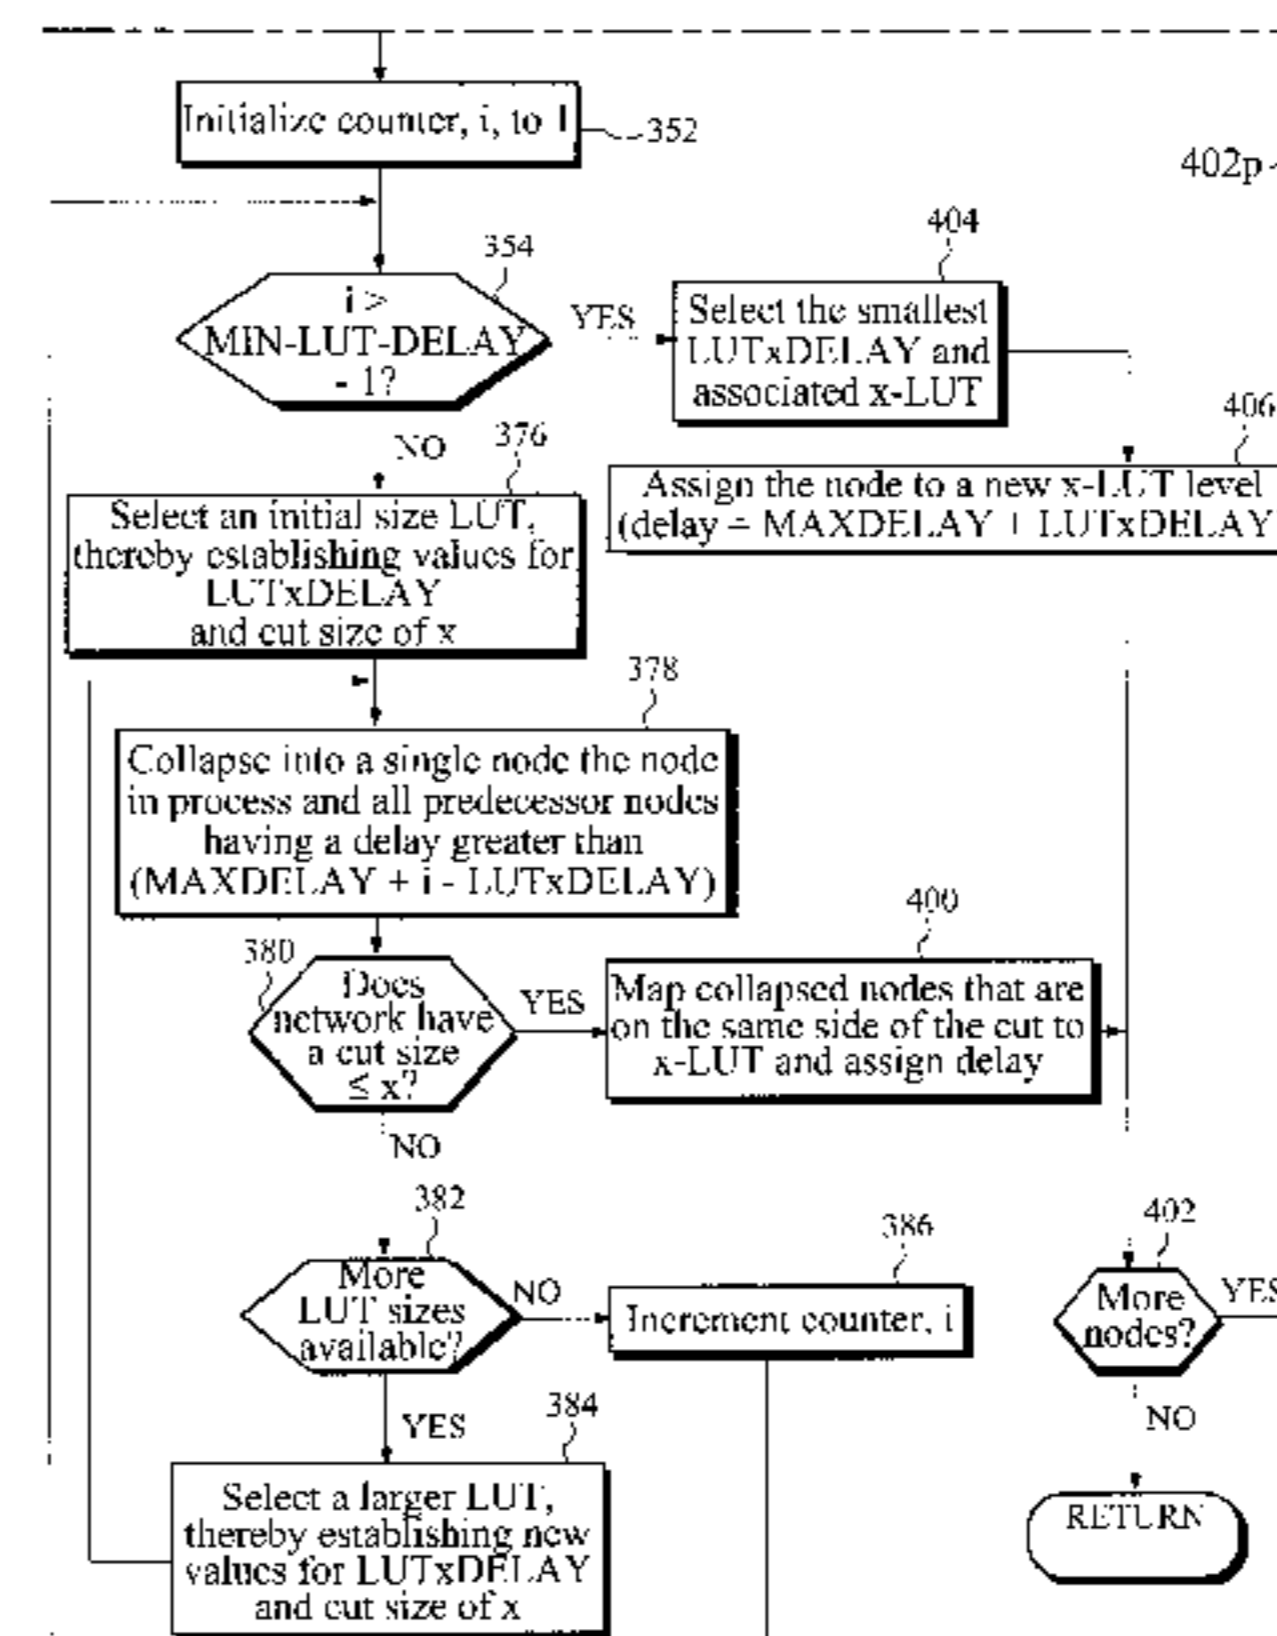 Initialize counter, i, to 1
352
402p
354
i >
MIN-LUT-DELAY
- 1?
YES
404
Select the smallest
LUTxDELAY and
associated x-LUT
NO
376
406
Select an initial size LUT,
thereby establishing values for
LUTxDELAY
and cut size of x
Assign the node to a new x-LUT level
(delay = MAXDELAY + LUTxDELAY
378
Collapse into a single node the node
in process and all predecessor nodes
having a delay greater than
(MAXDELAY + i - LUTxDELAY)
380
Does
network have
a cut size
≤ x?
YES
400
Map collapsed nodes that are
on the same side of the cut to
x-LUT and assign delay
NO
382
More
LUT sizes
available?
NO
386
Increment counter, i
402
More
nodes?
YES
YES
384
Select a larger LUT,
thereby establishing new
values for LUTxDELAY
and cut size of x
NO
RETURN